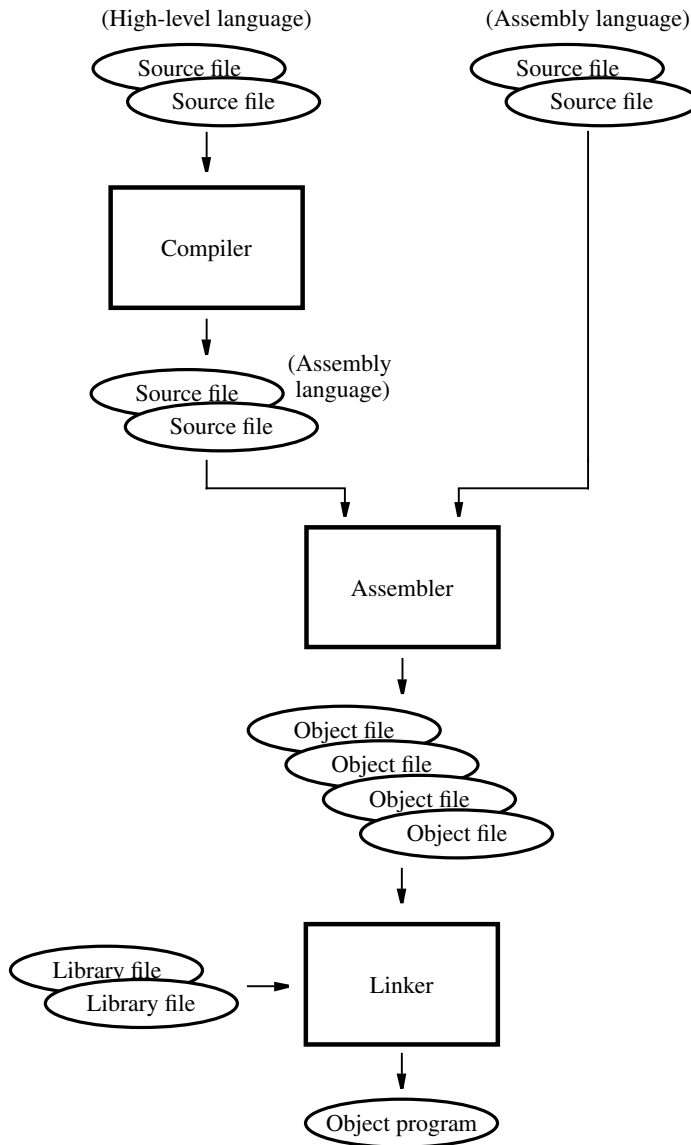 (High-level language)
(Assembly language)
Source file
Source file
Source file
Source file
Compiler
(Assembly
language)
Source file
Source file
Assembler
Object file
Object file
Object file
Object file
Library file
Library file
Linker
Object program